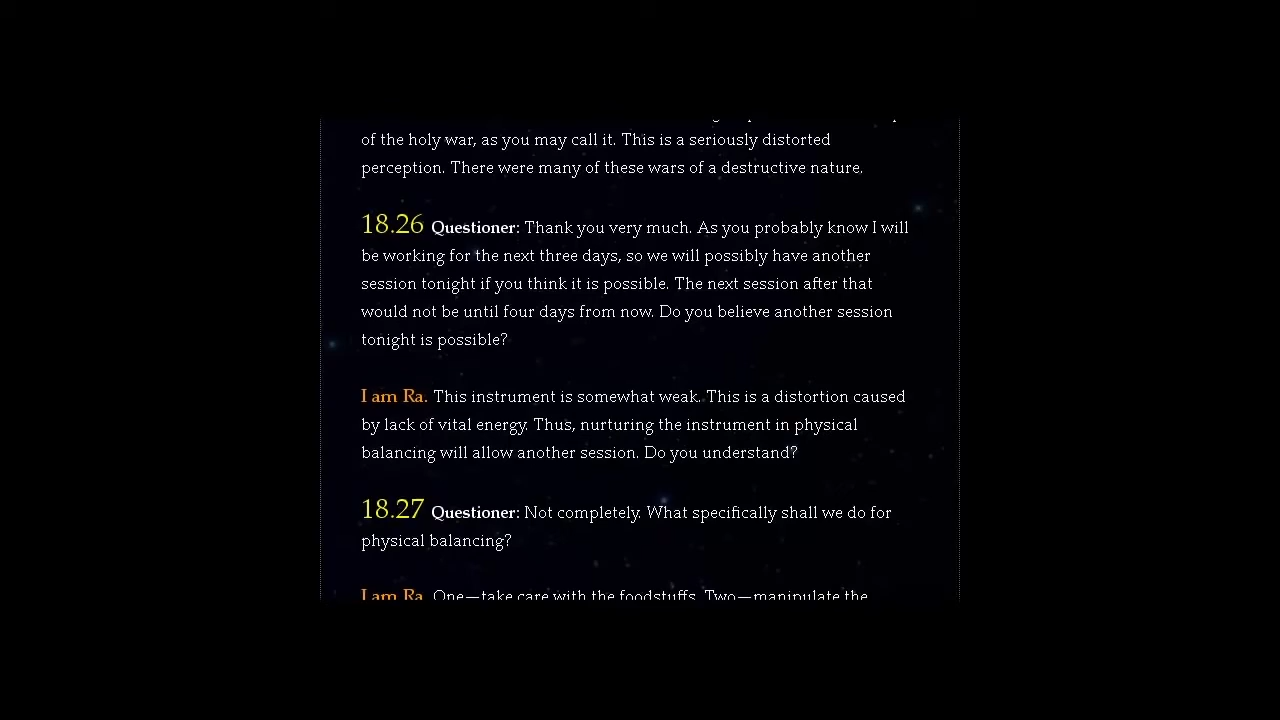 of the holy war, as you may call it. This is a seriously distorted
perception. There were many of these wars of a destructive nature.
18.26 Questioner: Thank you very much. As you probably know I will
be working for the next three days, so we will possibly have another
session tonight if you think it is possible. The next session after that
would not be until four days from now. Do you believe another session
tonight is possible?
I am Ra. This instrument is somewhat weak. This is a distortion caused
by lack of vital energy. Thus, nurturing the instrument in physical
balancing will allow another session. Do you understand?
18.27 Questioner: Not completely. What specifically shall we do for
physical balancing?
I am Ra. One—take care with the foodstuffs. Two—manipulate the